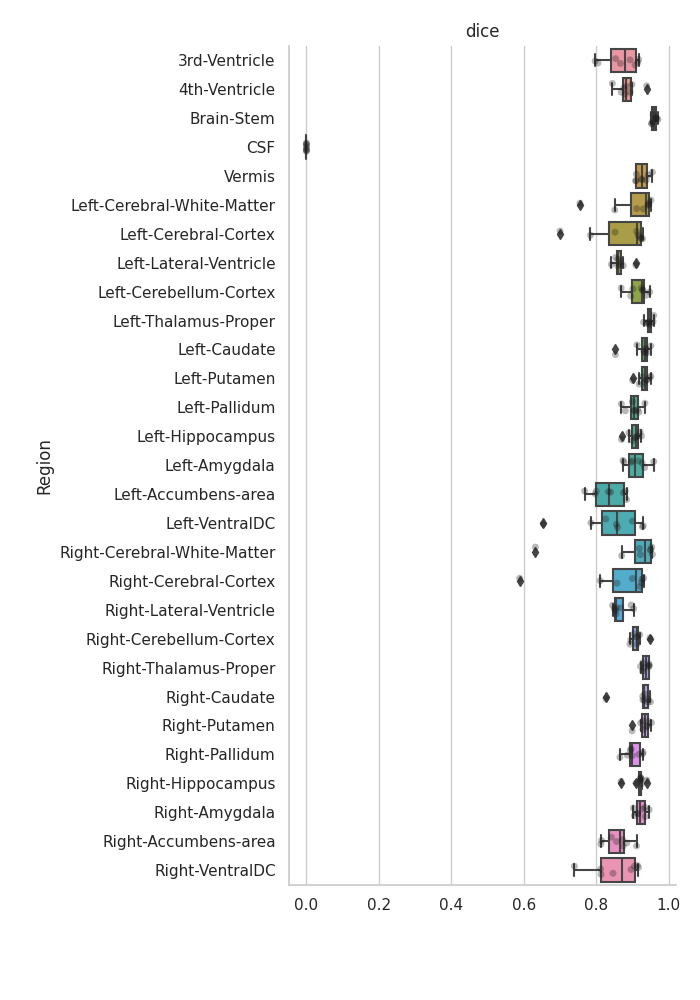 dice
3rd-Ventricle
4th-Ventricle
Brain-Stem
CSF
Vermis
Left-Cerebral-White-Matter
Left-Cerebral-Cortex
Left-Lateral-Ventricle
Left-Cerebellum-Cortex
Left-Thalamus-Proper
Left-Caudate
Left-Putamen
Left-Pallidum
Left-Hippocampus
Left-Amygdala
Left-Accumbens-area
Left-VentralDC
Right-Cerebral-White-Matter
Right-Cerebral-Cortex
Right-Lateral-Ventricle
Right-Cerebellum-Cortex
Right-Thalamus-Proper
Right-Caudate
Right-Putamen
Right-Pallidum
Right-Hippocampus
Right-Amygdala
Right-Accumbens-area
Right-VentralDC
Region
0.0 0.2 0.4 0.6 0.8 1.0